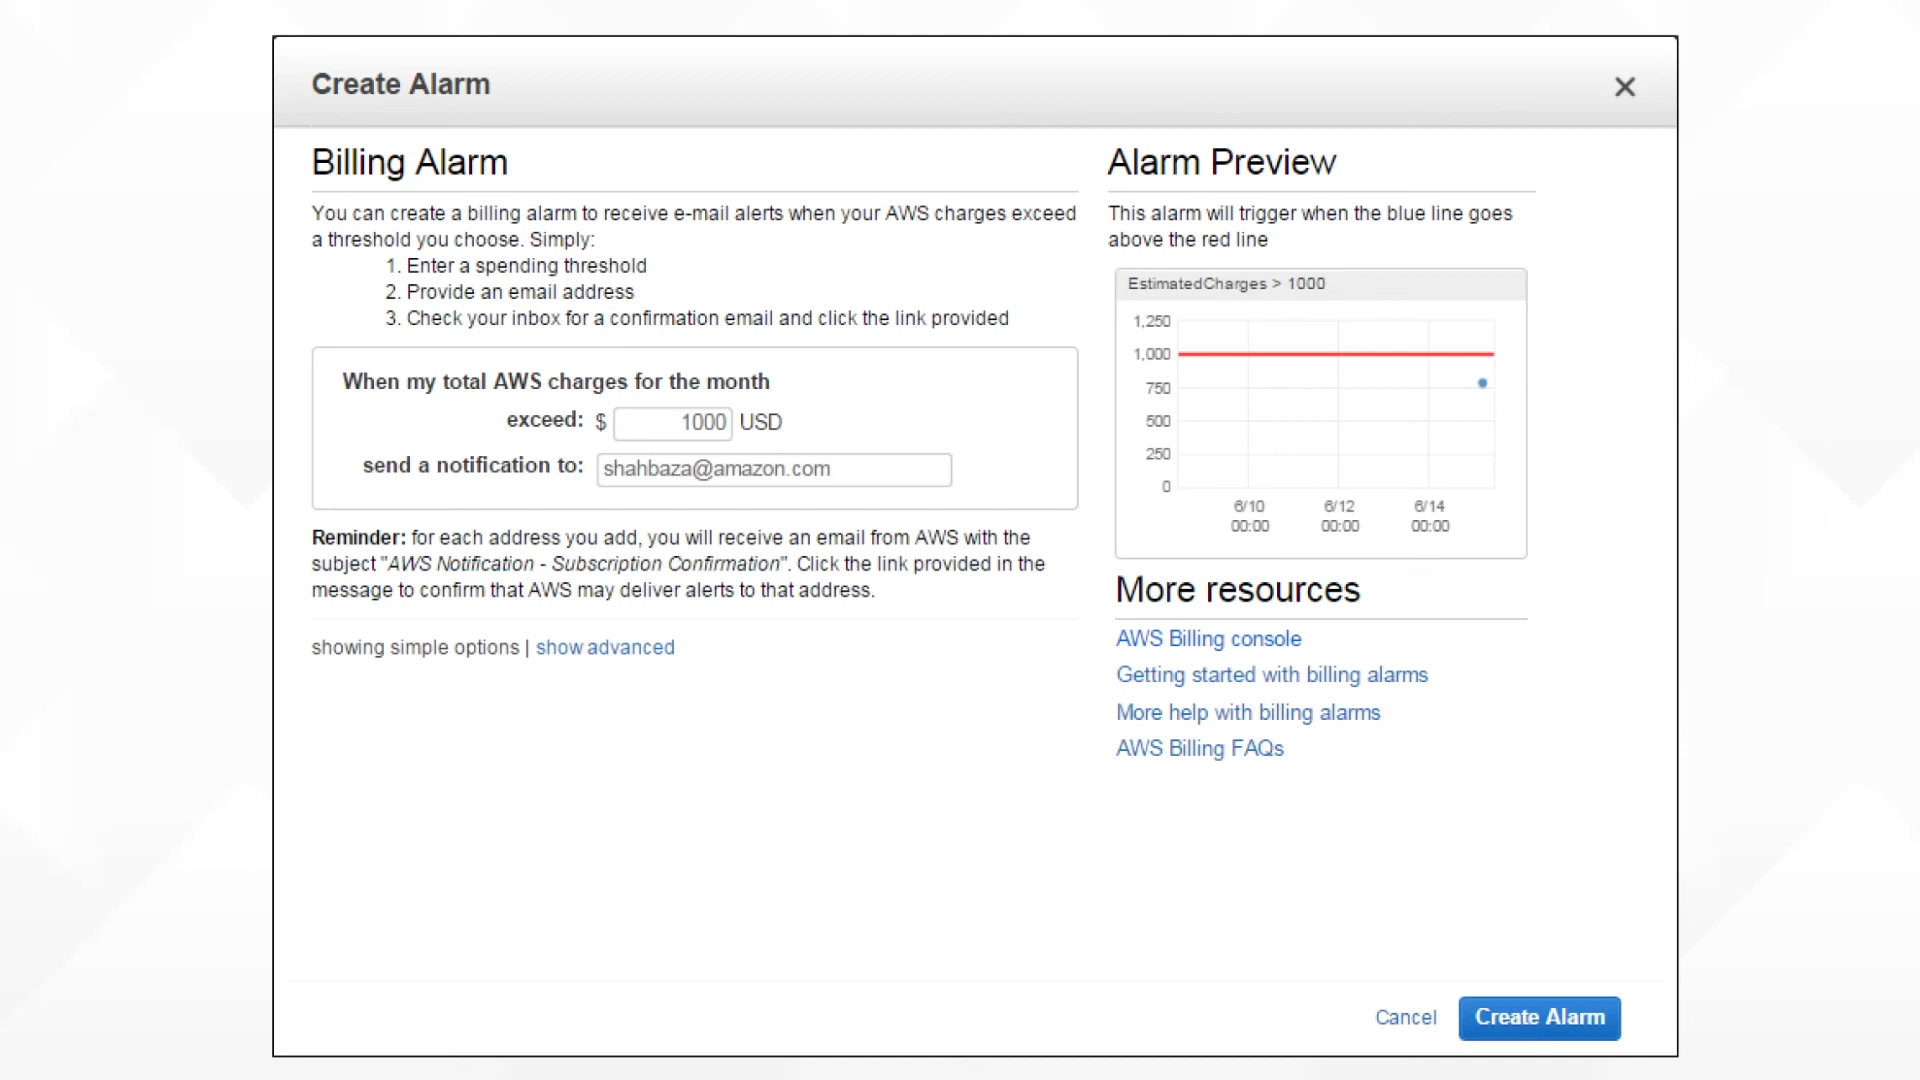 Create Alarm
×
Billing Alarm
You can create a billing alarm to receive e-mail alerts when your AWS charges exceed
a threshold you choose. Simply:
1. Enter a spending threshold
2. Provide an email address
3. Check your inbox for a confirmation email and click the link provided
When my total AWS charges for the month
exceed: $ 1000 USD
send a notification to: shahbaza@amazon.com
Reminder: for each address you add, you will receive an email from AWS with the
subject "AWS Notification - Subscription Confirmation". Click the link provided in the
message to confirm that AWS may deliver alerts to that address.
showing simple options | show advanced
Alarm Preview
This alarm will trigger when the blue line goes
above the red line
EstimatedCharges > 1000
1,250
1,000
750
500
250
0
6/10 6/12 6/14
00:00 00:00 00:00
More resources
AWS Billing console
Getting started with billing alarms
More help with billing alarms
AWS Billing FAQs
Cancel Create Alarm